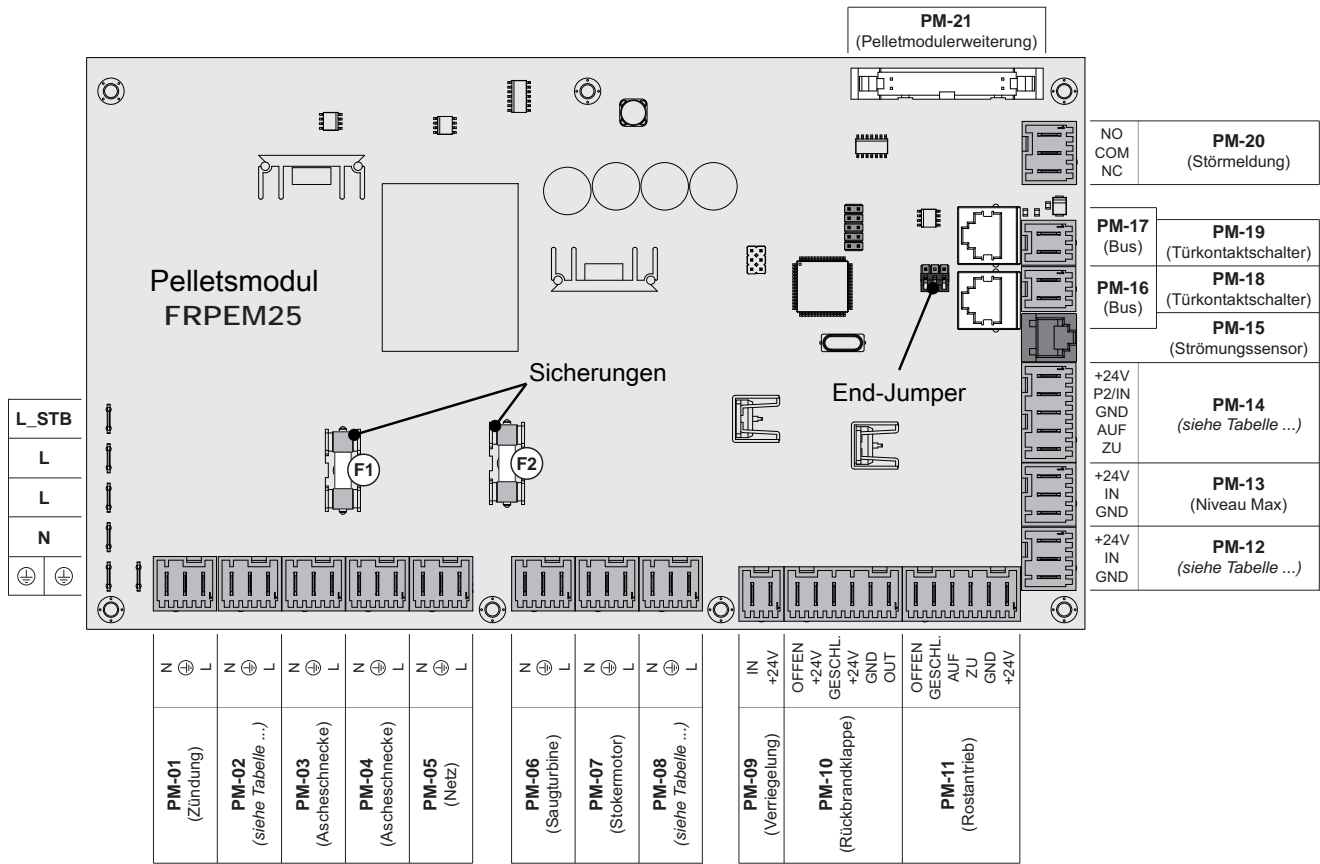 PM-21
(Pelletmodulerweiterung)
NO
COM
NC
PM-20
(Störmeldung)
PM-17
(Bus)
PM-19
(Türkontaktschalter)
PM-16
(Bus)
PM-18
(Türkontaktschalter)
PM-15
(Strömungssensor)
Pelletsmodul
FRPEM25
Sicherungen
End-Jumper
F1
F2
+24V
P2/IN
GND
AUF
ZU
PM-14
(siehe Tabelle ...)
+24V
IN
GND
PM-13
(Niveau Max)
+24V
IN
GND
PM-12
(siehe Tabelle ...)
L_STB
L
L
N
N L
PM-01
(Zündung)
N L
PM-02
(siehe Tabelle ...)
N L
PM-03
(Ascheschnecke)
N L
PM-04
(Ascheschnecke)
N L
PM-05
(Netz)
N L
PM-06
(Saugturbine)
N L
PM-07
(Stokermotor)
N L
PM-08
(siehe Tabelle ...)
IN
+24V
PM-09
(Verriegelung)
OFFEN
+24V
GESCHL.
+24V
GND
OUT
PM-10
(Rückbrandklappe)
OFFEN
GESCHL.
AUF
ZU
GND
+24V
PM-11
(Rostantrieb)